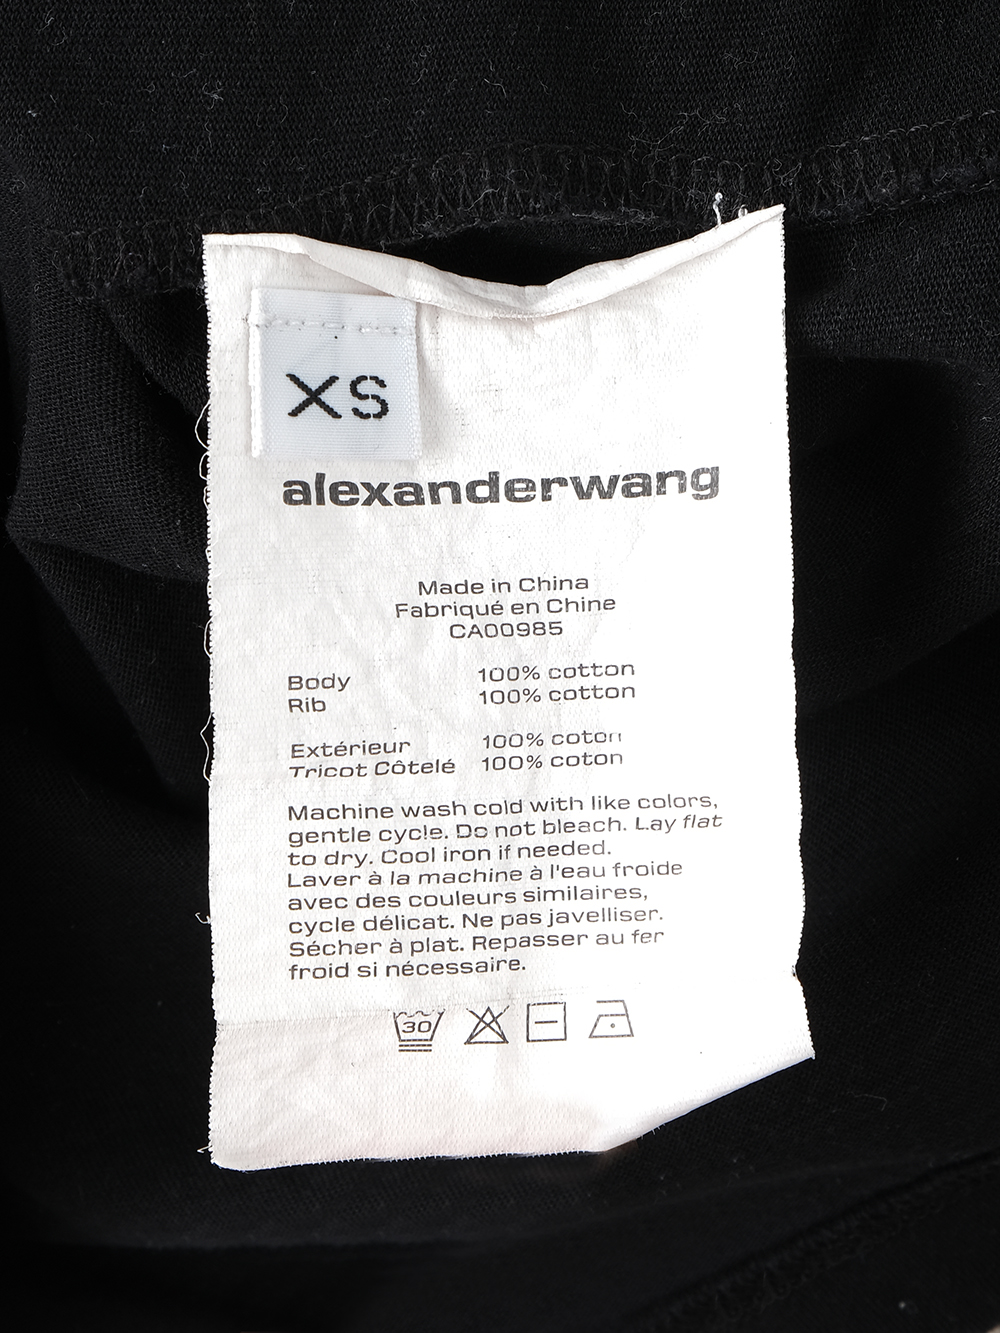 XS
alexanderwang
Made in China
Fabriqué en Chine
CA00985
Body 100% cotton
Rib 100% cotton
Extérieur 100% coton
Tricot Côtelé 100% coton
Machine wash cold with like colors,
gentle cycle. Do not bleach. Lay flat
to dry. Cool iron if needed.
Laver à la machine à l'eau froide
avec des couleurs similaires,
cycle délicat. Ne pas javelliser.
Sécher à plat. Repasser au fer
froid si nécessaire.
30